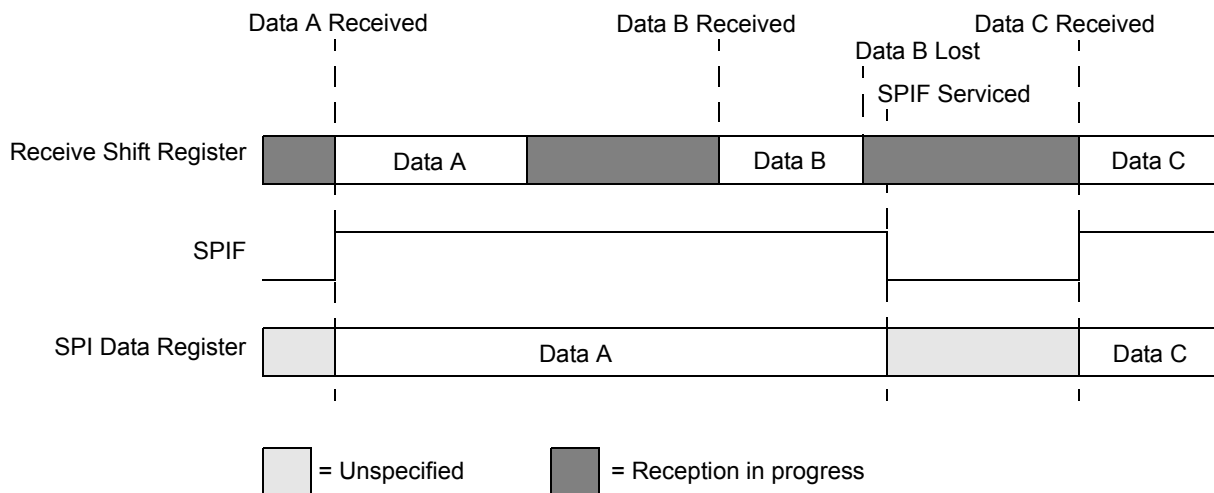 Data A Received
Data B Received
Data C Received
Data B Lost
SPIF Serviced
Receive Shift Register
Data A
Data B
Data C
SPIF
SPI Data Register
Data A
Data C
= Unspecified
= Reception in progress